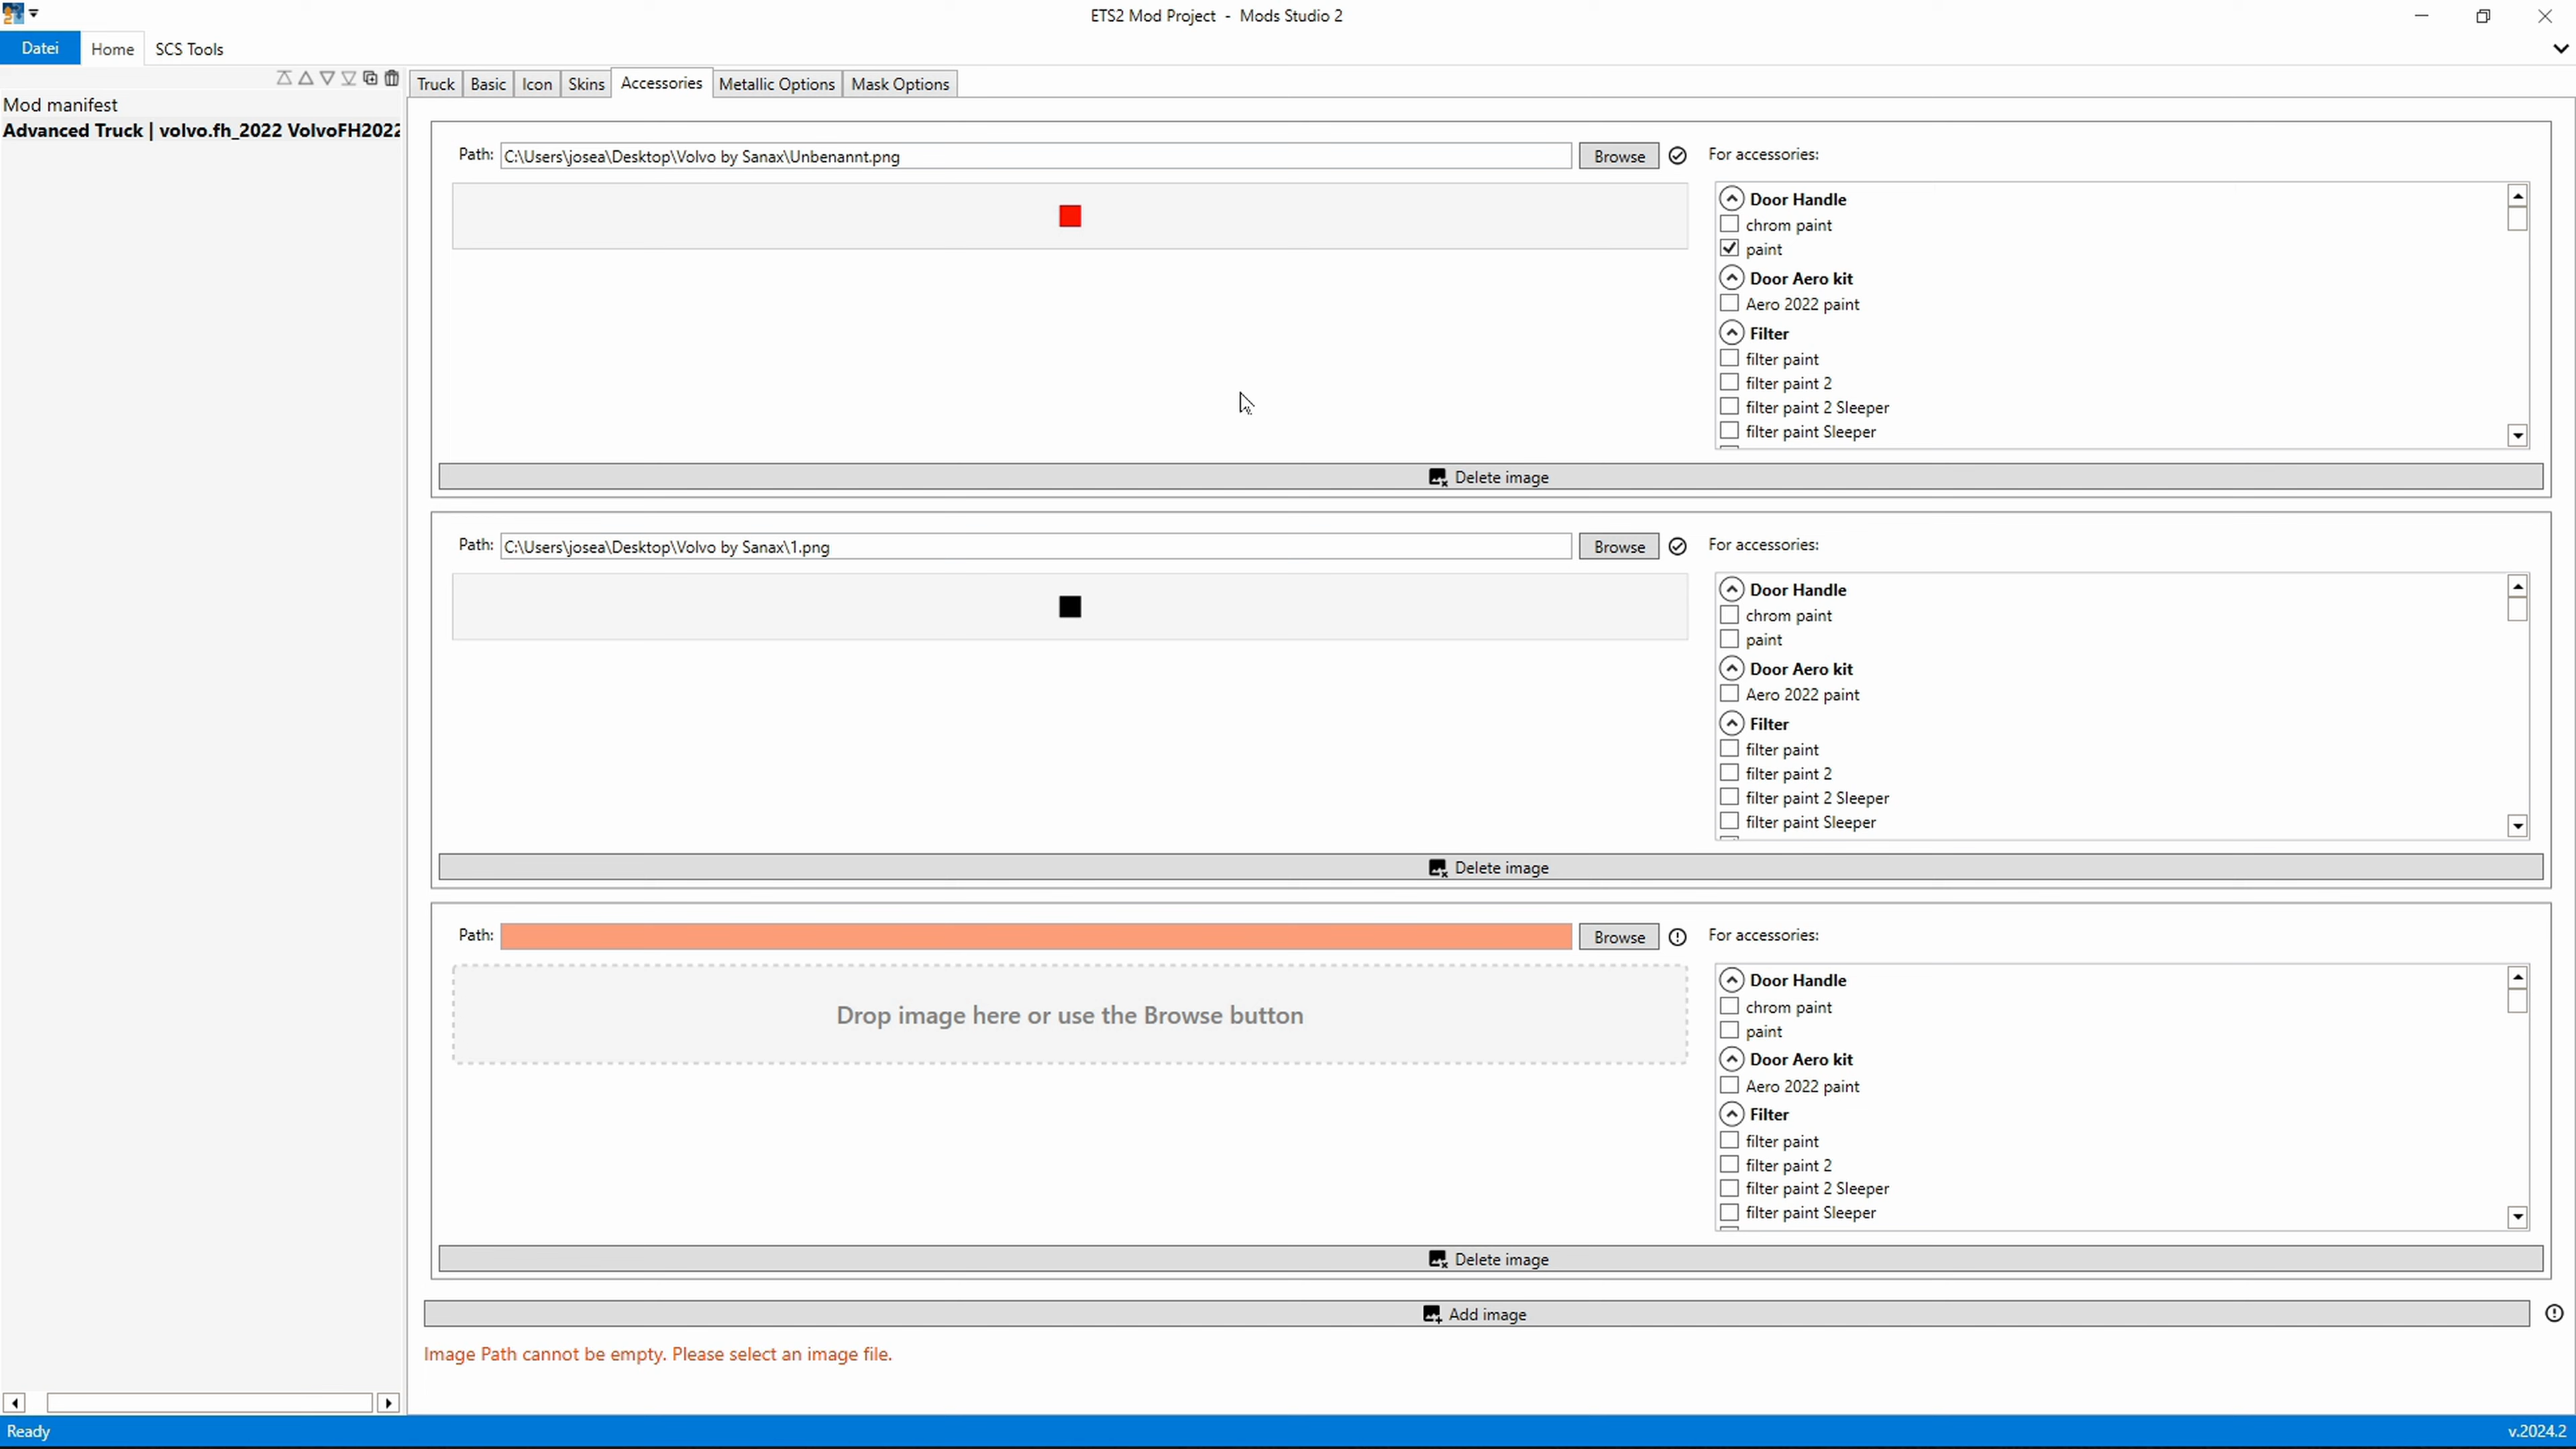 ETS2 Mod Project - Mods Studio 2
Datei Home SCS Tools
Truck Basic Icon Skins Accessories Metallic Options Mask Options
Mod manifest
Advanced Truck | volvo.fh_2022 VolvoFH2022
Path: C:\Users\josea\Desktop\Volvo by Sanax\Unbenannt.png Browse For accessories:
Door Handle
chrom paint
paint
Door Aero kit
Aero 2022 paint
Filter
filter paint
filter paint 2
filter paint 2 Sleeper
filter paint Sleeper
Delete image
Path: C:\Users\josea\Desktop\Volvo by Sanax\1.png Browse For accessories:
Door Handle
chrom paint
paint
Door Aero kit
Aero 2022 paint
Filter
filter paint
filter paint 2
filter paint 2 Sleeper
filter paint Sleeper
Delete image
Path: Browse For accessories:
Drop image here or use the Browse button
Door Handle
chrom paint
paint
Door Aero kit
Aero 2022 paint
Filter
filter paint
filter paint 2
filter paint 2 Sleeper
filter paint Sleeper
Delete image
Add image
Image Path cannot be empty. Please select an image file.
Ready v.2024.2